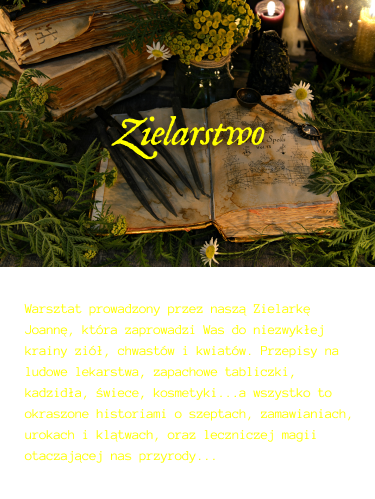 Zielarstwo
Warsztat prowadzony przez naszą Zielarkę
Joannę, która zaprowadzi Was do niezwykłej
krainy ziół, chwastów i kwiatów. Przepisy na
ludowe lekarstwa, zapachowe tabliczki,
kadzidła, świece, kosmetyki...a wszystko to
okraszone historiami o szeptach, zamawianiach,
urokach i klątwach, oraz leczniczej magii
otaczającej nas przyrody...